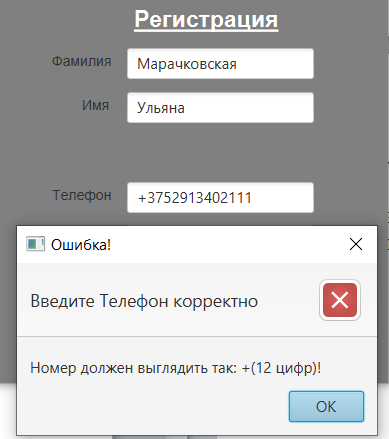 Регистрация
Фамилия Марачковская
Имя Ульяна
Телефон +3752913402111
Ошибка!
Введите Телефон корректно
Номер должен выглядить так: +(12 цифр)!
OK